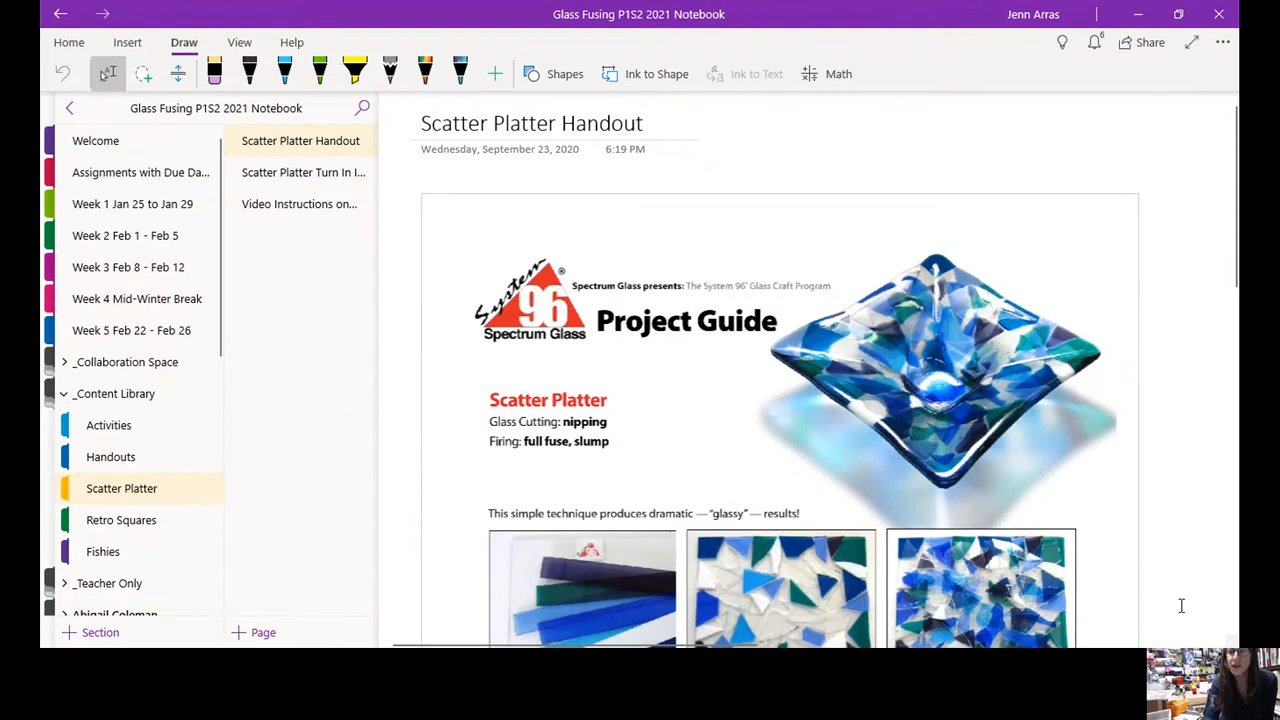 Glass Fusing P1S2 2021 Notebook
Jenn Arras
Home
Insert
Draw
View
Help
6
Share
Shapes
Ink to Shape
Ink to Text
Math
Glass Fusing P1S2 2021 Notebook
Welcome
Assignments with Due Da...
Week 1 Jan 25 to Jan 29
Week 2 Feb 1 - Feb 5
Week 3 Feb 8 - Feb 12
Week 4 Mid-Winter Break
Week 5 Feb 22 - Feb 26
_Collaboration Space
_Content Library
Activities
Handouts
Scatter Platter
Retro Squares
Fishies
_Teacher Only
Abigail Coleman
Section
Scatter Platter Handout
Scatter Platter Turn In I...
Video Instructions on...
Page
Scatter Platter Handout
Wednesday, September 23, 2020 6:19 PM
System 96®
Spectrum Glass
Spectrum Glass presents: The System 96® Glass Craft Program
Project Guide
Scatter Platter
Glass Cutting: nipping
Firing: full fuse, slump
This simple technique produces dramatic —“glassy”— results!